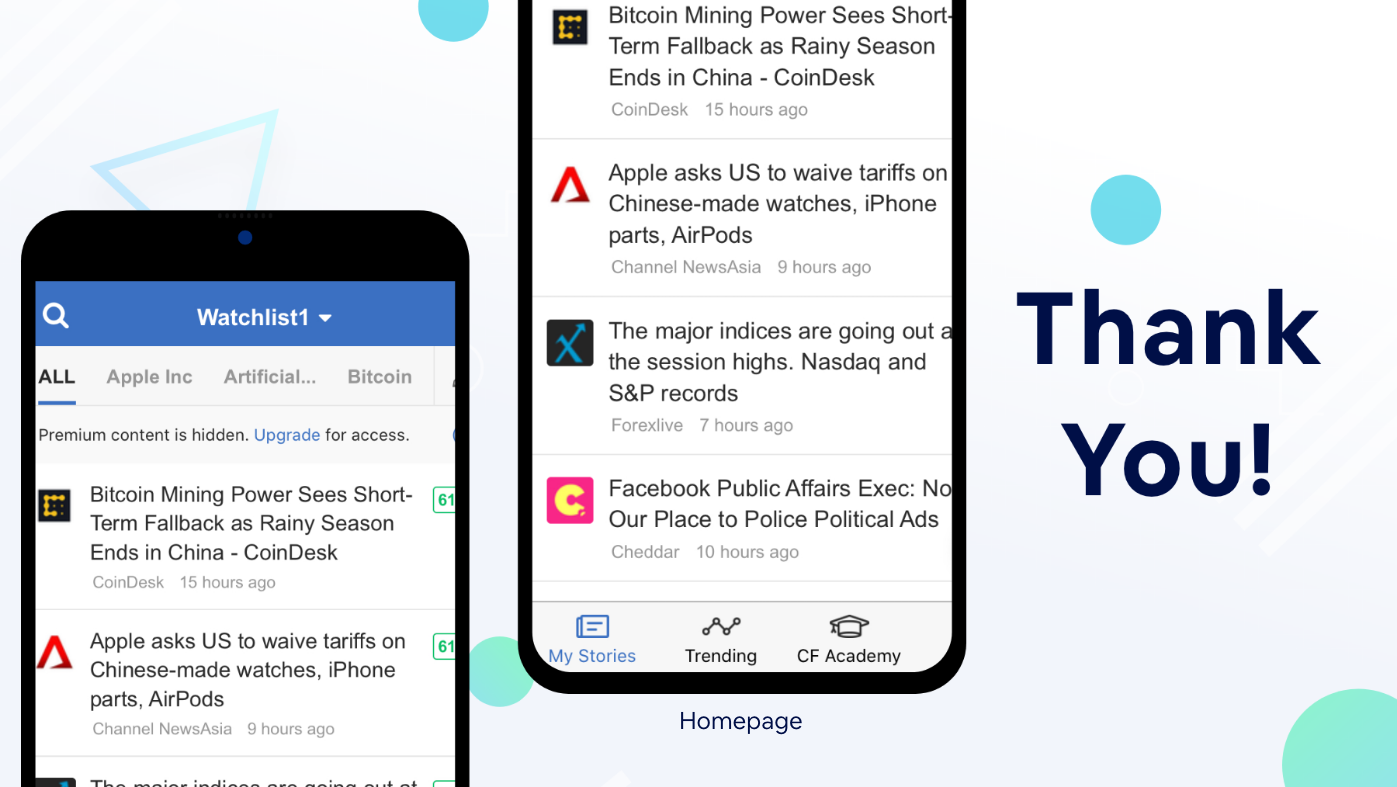 Watchlist1
ALL Apple Inc Artificial... Bitcoin
Premium content is hidden. Upgrade for access.
Bitcoin Mining Power Sees Short-
Term Fallback as Rainy Season
Ends in China - CoinDesk
CoinDesk 15 hours ago
61
Apple asks US to waive tariffs on
Chinese-made watches, iPhone
parts, AirPods
Channel NewsAsia 9 hours ago
61
The major indices are going out at
Bitcoin Mining Power Sees Short-
Term Fallback as Rainy Season
Ends in China - CoinDesk
CoinDesk 15 hours ago
Apple asks US to waive tariffs on
Chinese-made watches, iPhone
parts, AirPods
Channel NewsAsia 9 hours ago
The major indices are going out a
the session highs. Nasdaq and
S&P records
Forexlive 7 hours ago
Facebook Public Affairs Exec: No
Our Place to Police Political Ads
Cheddar 10 hours ago
My Stories Trending CF Academy
Homepage
Thank
You!